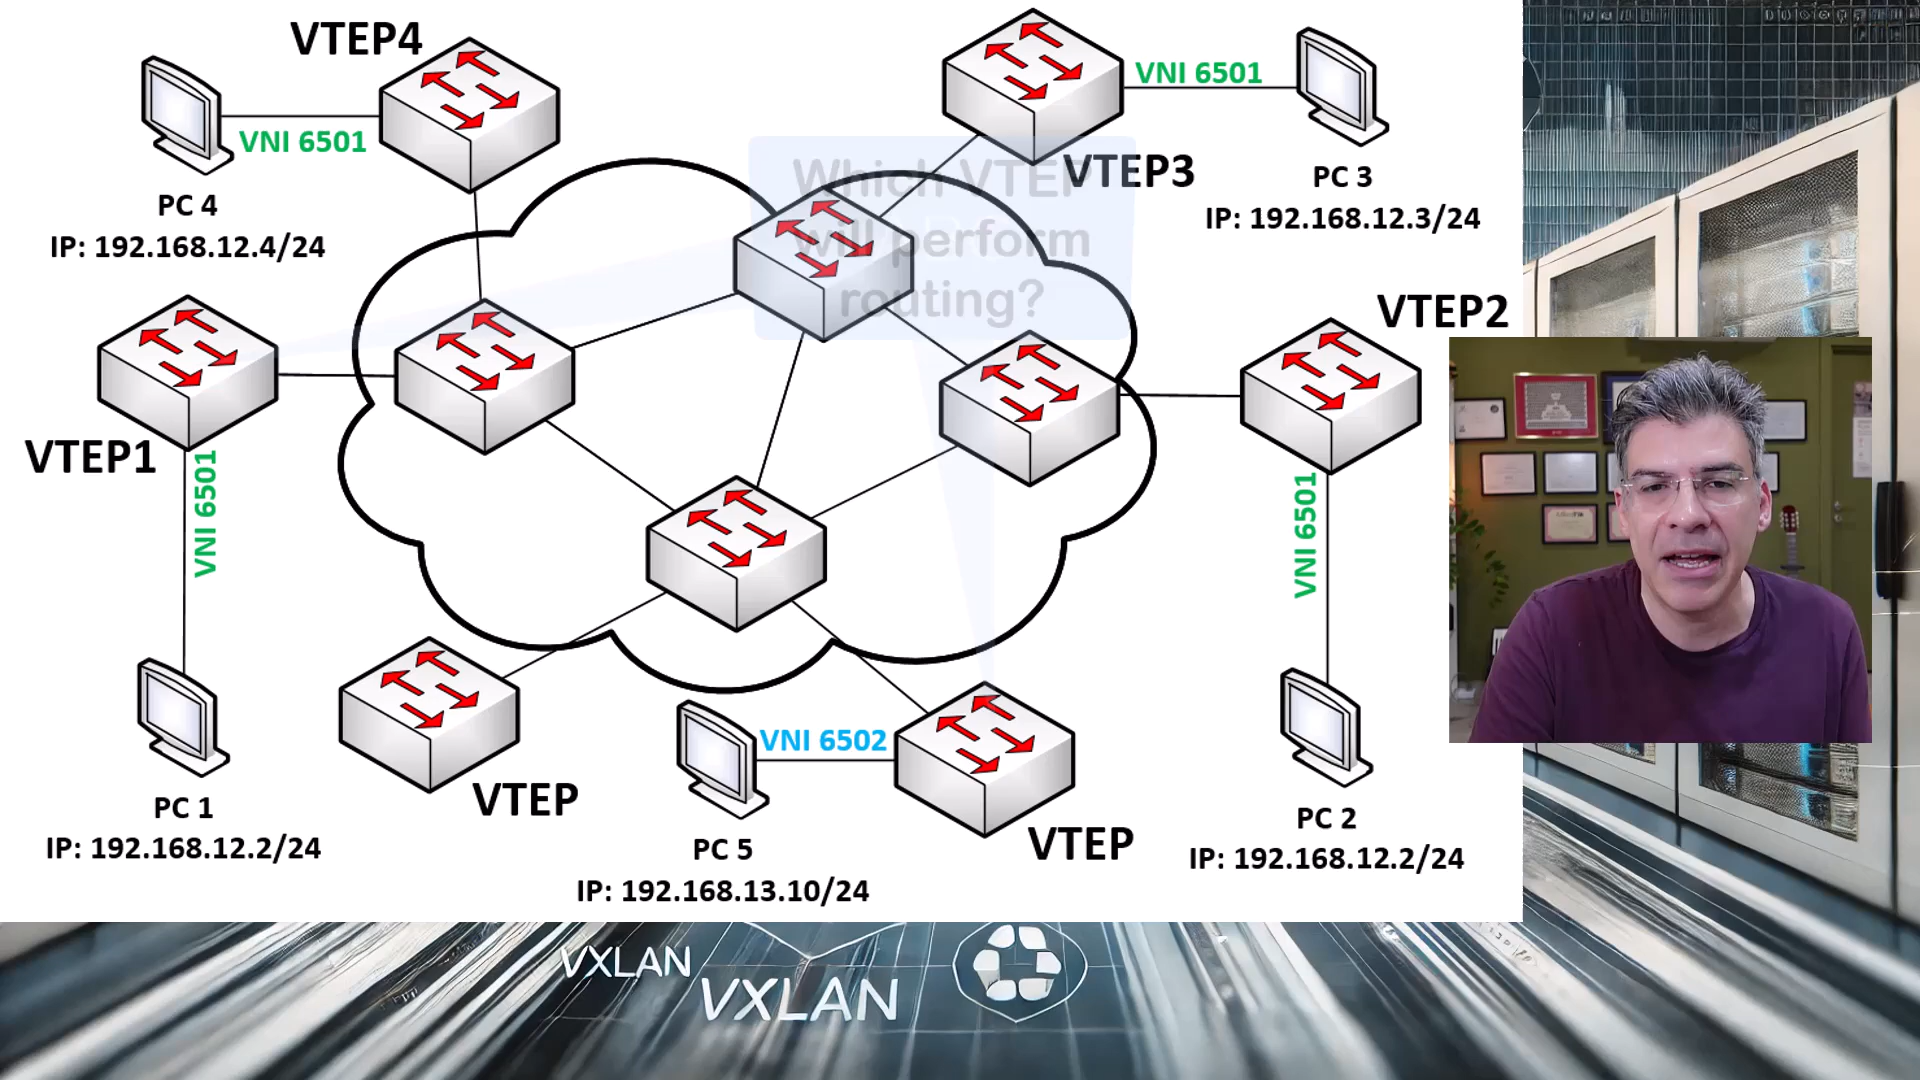 VTEP4
VNI 6501
PC 4
IP: 192.168.12.4/24
VTEP3
VNI 6501
PC 3
IP: 192.168.12.3/24
Which VTEP
will perform
routing?
VTEP1
VNI 6501
PC 1
IP: 192.168.12.2/24
VTEP2
VNI 6501
PC 2
IP: 192.168.12.2/24
VTEP
VNI 6502
PC 5
IP: 192.168.13.10/24
VTEP
VXLAN
VXLAN